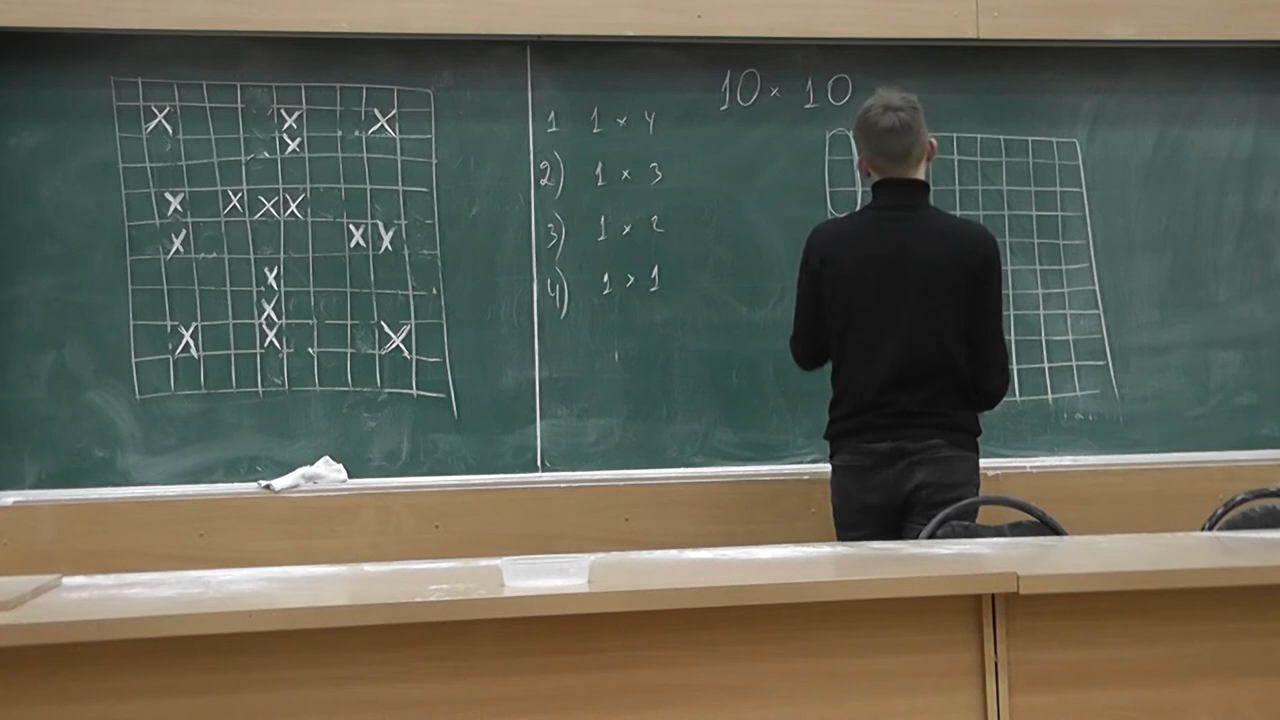 10 × 10
1 1 × 4
2) 1 × 3
3) 1 × 2
4) 1 × 1